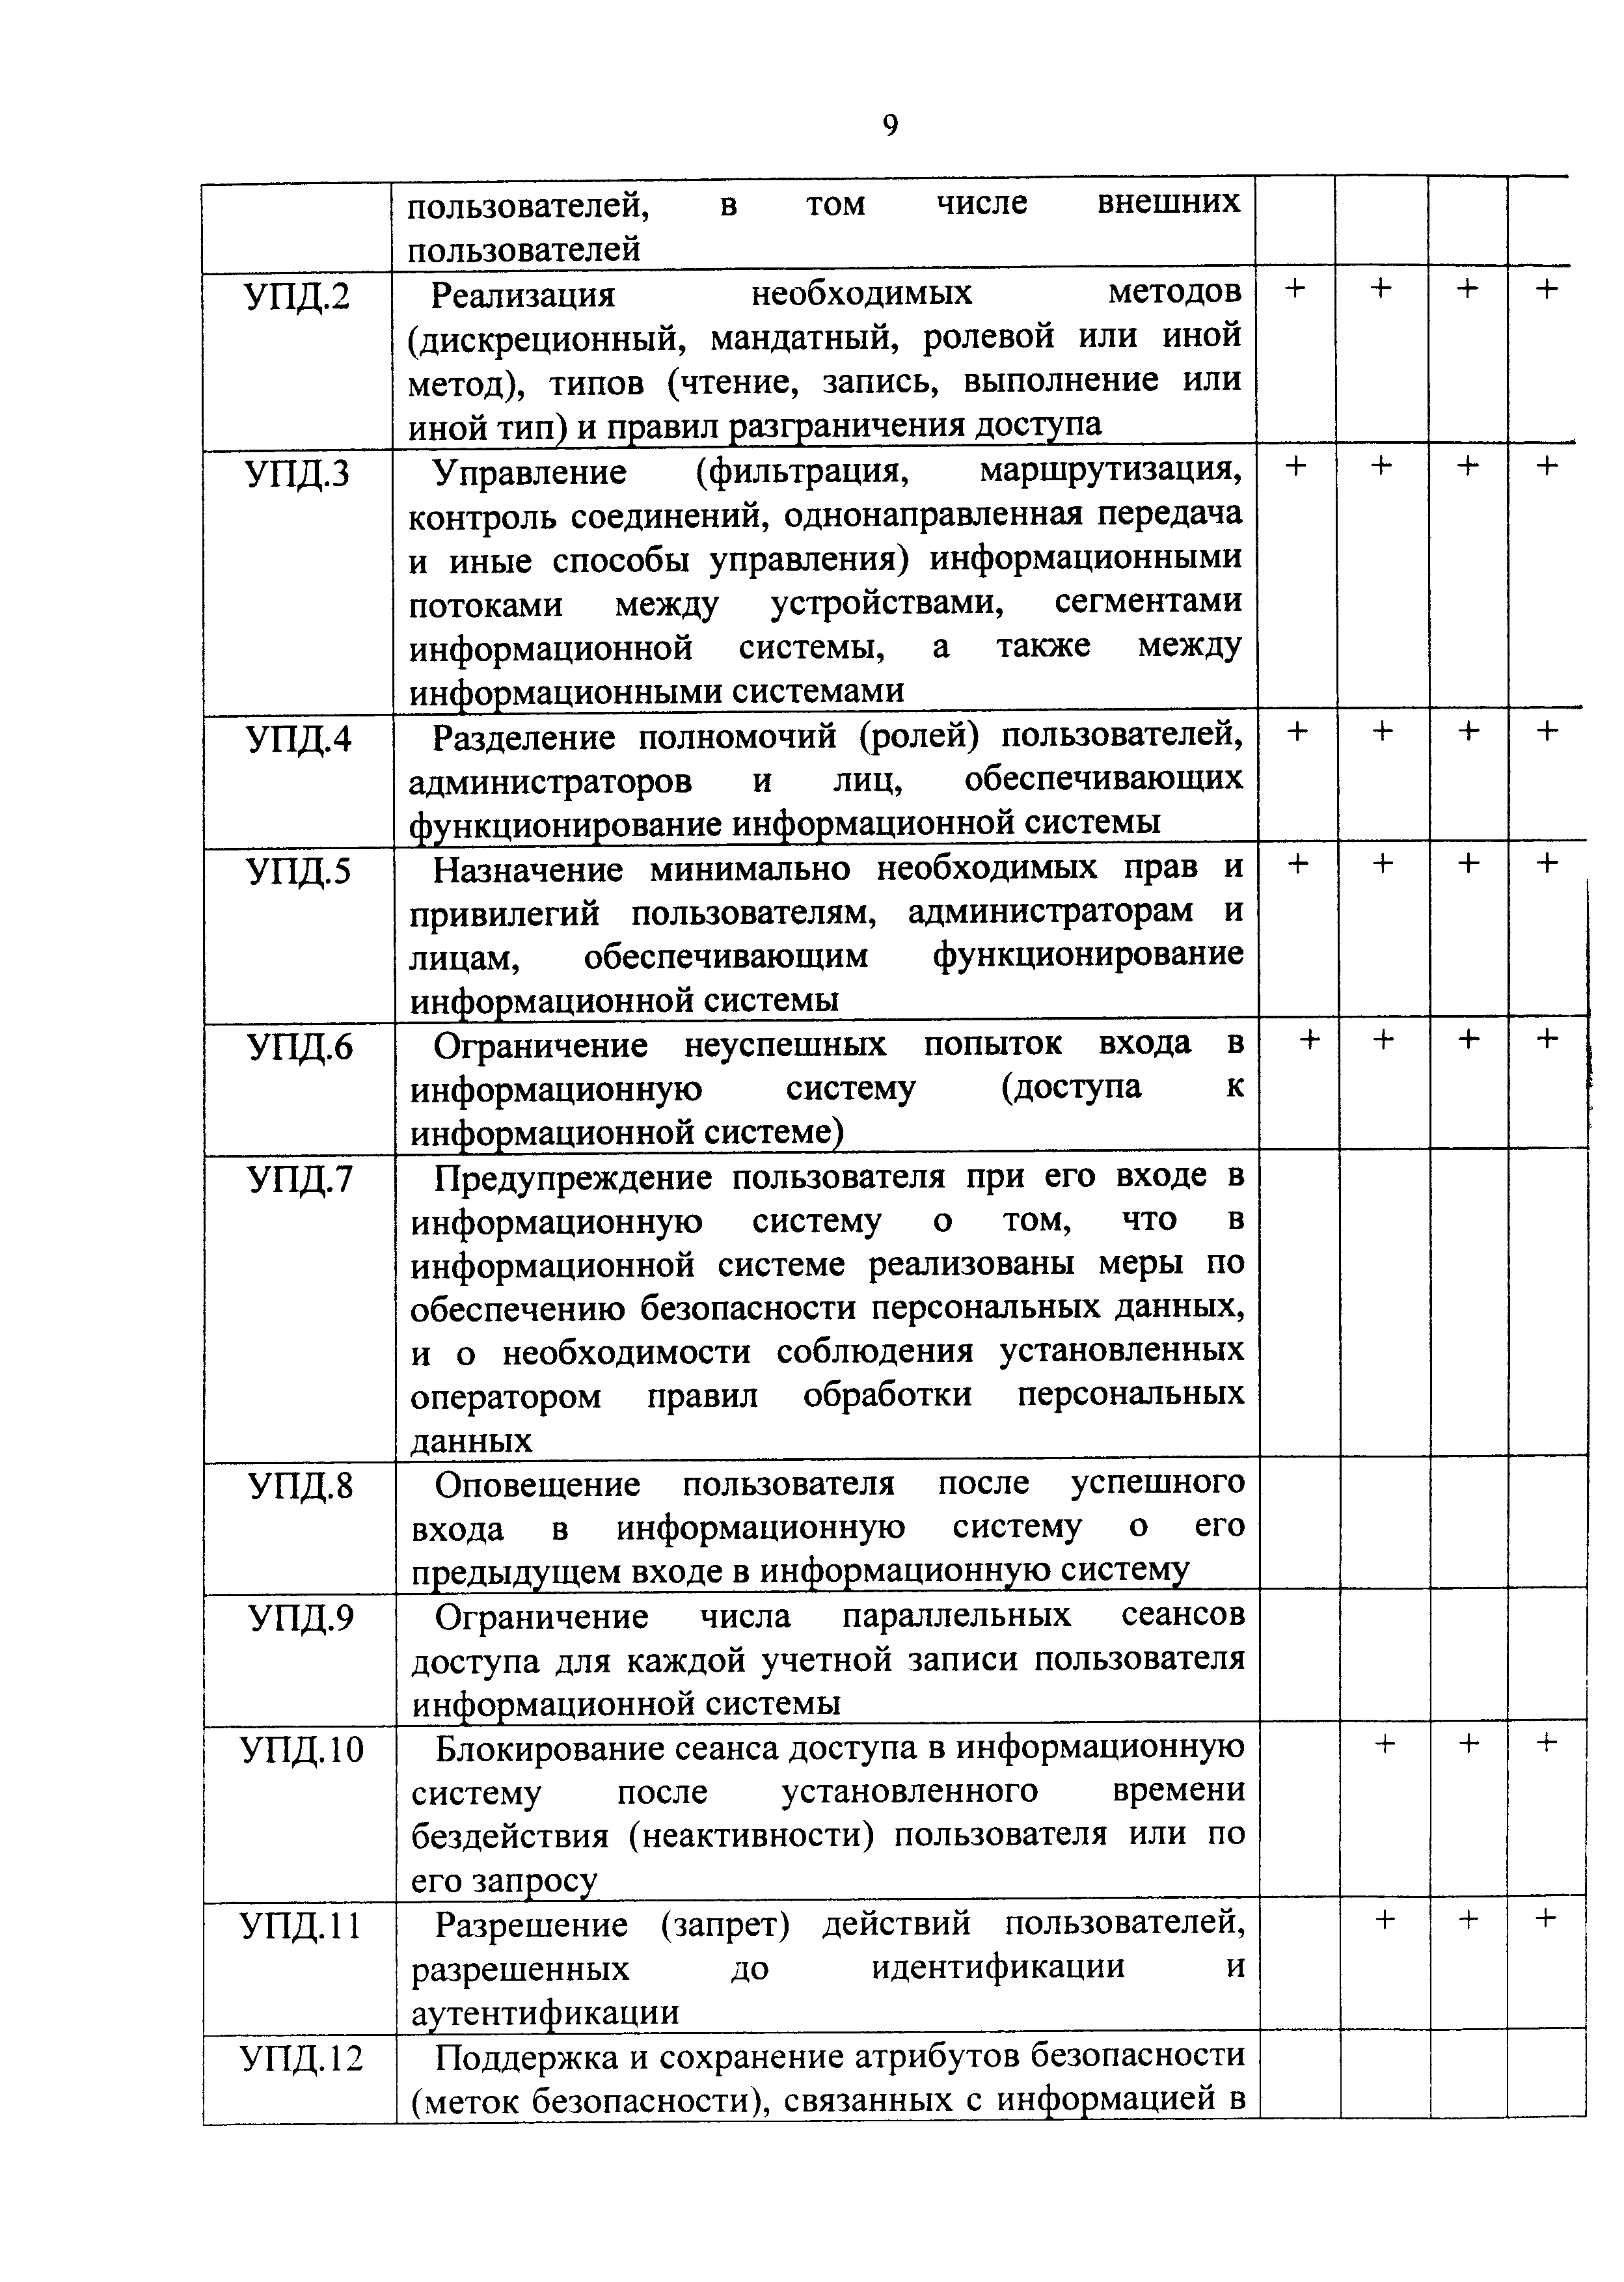 9
пользователей, в том числе внешних
пользователей
УПД.2 Реализация необходимых методов + + + +
(дискреционный, мандатный, ролевой или иной
метод), типов (чтение, запись, выполнение или
иной тип) и правил разграничения доступа
УПД.3 Управление (фильтрация, маршрутизация, + + + +
контроль соединений, однонаправленная передача
и иные способы управления) информационными
потоками между устройствами, сегментами
информационной системы, а также между
информационными системами
УПД.4 Разделение полномочий (ролей) пользователей, + + + +
администраторов и лиц, обеспечивающих
функционирование информационной системы
УПД.5 Назначение минимально необходимых прав и + + + +
привилегий пользователям, администраторам и
лицам, обеспечивающим функционирование
информационной системы
УПД.6 Ограничение неуспешных попыток входа в + + + +
информационную систему (доступа к
информационной системе)
УПД.7 Предупреждение пользователя при его входе в
информационную систему о том, что в
информационной системе реализованы меры по
обеспечению безопасности персональных данных,
и о необходимости соблюдения установленных
оператором правил обработки персональных
данных
УПД.8 Оповещение пользователя после успешного
входа в информационную систему о его
предыдущем входе в информационную систему
УПД.9 Ограничение числа параллельных сеансов
доступа для каждой учетной записи пользователя
информационной системы
УПД.10 Блокирование сеанса доступа в информационную + + +
систему после установленного времени
бездействия (неактивности) пользователя или по
его запросу
УПД.11 Разрешение (запрет) действий пользователей, + + +
разрешенных до идентификации и
аутентификации
УПД.12 Поддержка и сохранение атрибутов безопасности
(меток безопасности), связанных с информацией в